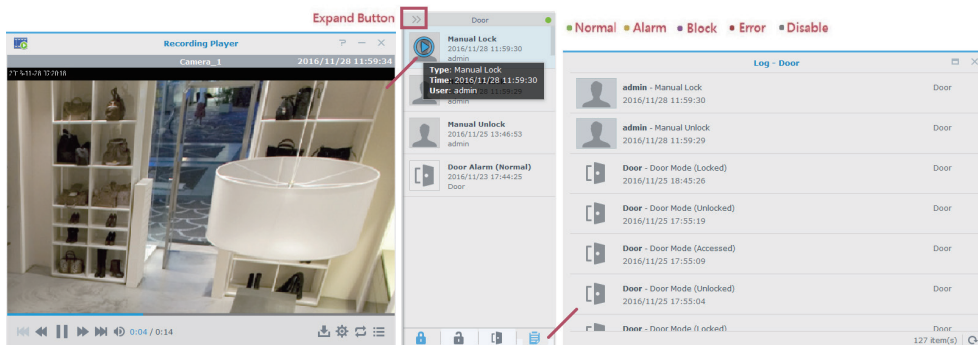 Expand Button
Normal Alarm Block Error Disable
Recording Player
Camera_1 2016/11/28 11:59:34
0:04 / 0:14
Door
Manual Lock
2016/11/28 11:59:30
admin
Type: Manual Lock
Time: 2016/11/28 11:59:30
User: admin
Manual Unlock
2016/11/25 13:46:53
admin
Door Alarm (Normal)
2016/11/23 17:44:25
Door
Log - Door
admin - Manual Lock Door
2016/11/28 11:59:30
admin - Manual Unlock Door
2016/11/28 11:59:29
Door - Door Mode (Locked) Door
2016/11/25 18:45:26
Door - Door Mode (Unlocked) Door
2016/11/25 17:55:19
Door - Door Mode (Accessed) Door
2016/11/25 17:55:09
Door - Door Mode (Unlocked) Door
2016/11/25 17:55:04
Door - Door Mode (Locked) Door
127 item(s)